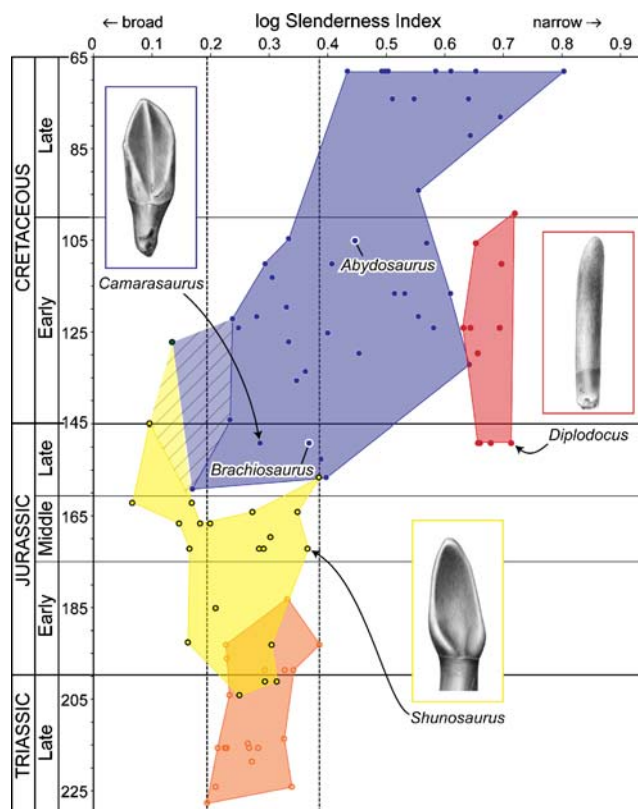 ← broad log Slenderness Index narrow →
0 0.1 0.2 0.3 0.4 0.5 0.6 0.7 0.8 0.9
65
85
105
125
145
165
185
205
225
CRETACEOUS
Late
Early
JURASSIC
Late
Middle
Early
TRIASSIC
Late
Abydosaurus
Camarasaurus
Brachiosaurus
Diplodocus
Shunosaurus